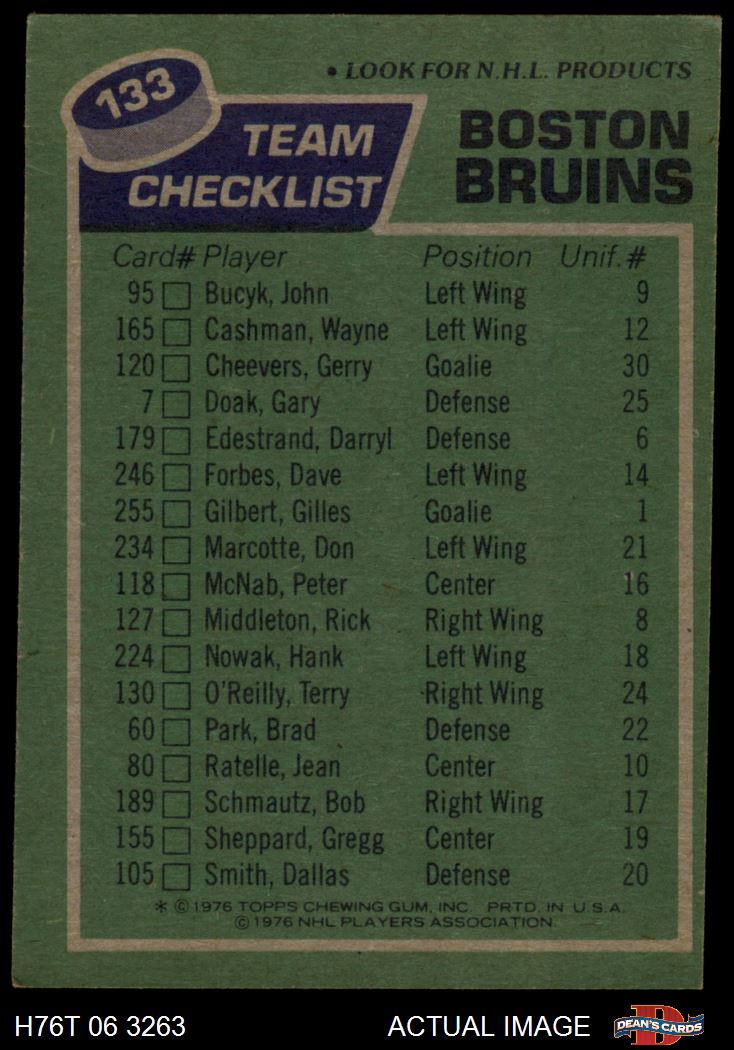 133
• LOOK FOR N.H.L. PRODUCTS
TEAM CHECKLIST
BOSTON BRUINS
Card# Player Position Unif. #
95 Bucyk, John Left Wing 9
165 Cashman, Wayne Left Wing 12
120 Cheevers, Gerry Goalie 30
7 Doak, Gary Defense 25
179 Edestrand, Darryl Defense 6
246 Forbes, Dave Left Wing 14
255 Gilbert, Gilles Goalie 1
234 Marcotte, Don Left Wing 21
118 McNab, Peter Center 16
127 Middleton, Rick Right Wing 8
224 Nowak, Hank Left Wing 18
130 O'Reilly, Terry Right Wing 24
60 Park, Brad Defense 22
80 Ratelle, Jean Center 10
189 Schmautz, Bob Right Wing 17
155 Sheppard, Gregg Center 19
105 Smith, Dallas Defense 20
* © 1976 TOPPS CHEWING GUM, INC. PRTD. IN U.S.A.
© 1976 NHL PLAYERS ASSOCIATION.
H76T 06 3263 ACTUAL IMAGE DEAN'S CARDS